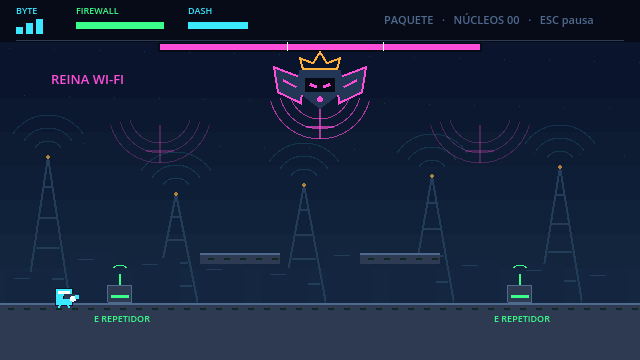 BYTE
FIREWALL
DASH
PAQUETE · NÚCLEOS 00 · ESC pausa
REINA WI-FI
E REPETIDOR
E REPETIDOR